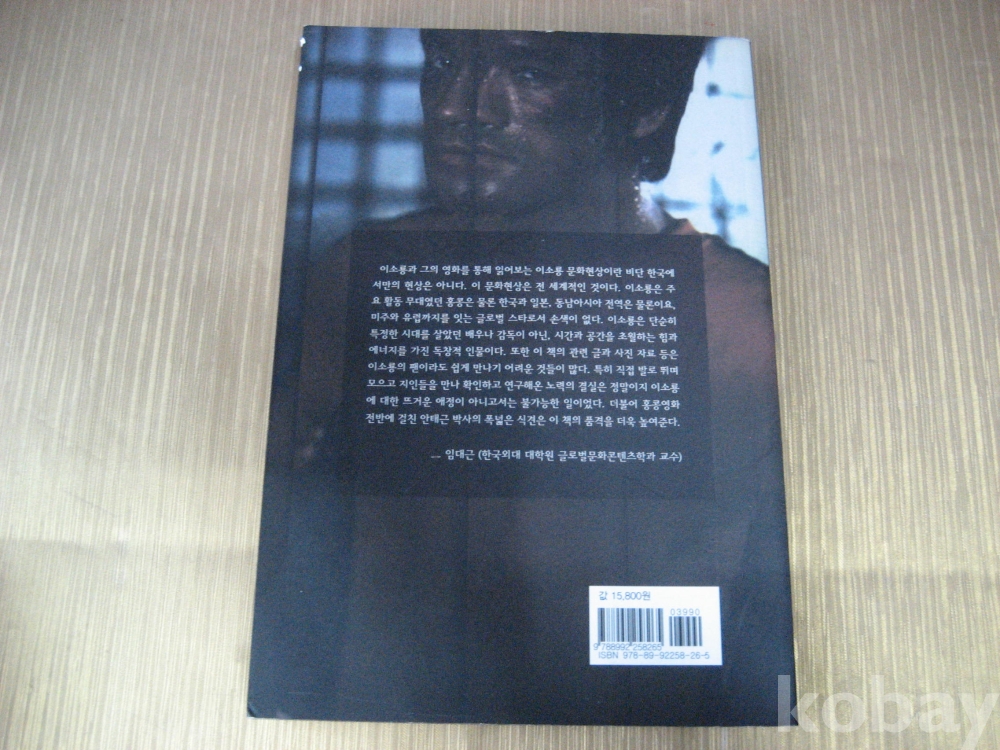 이소룡과 그의 영화를 통해 읽어보는 이소룡 문화현상이란 비단 한국에
서만의 현상은 아니다. 이 문화현상은 전 세계적인 것이다. 이소룡은 주
요 활동 무대였던 홍콩은 물론 한국과 일본, 동남아시아 전역은 물론이요,
미주와 유럽까지를 잇는 글로벌 스타로서 손색이 없다. 이소룡은 단순히
특정한 시대를 살았던 배우나 감독이 아닌, 시간과 공간을 초월하는 힘과
에너지를 가진 독창적 인물이다. 또한 이 책의 관련 글과 사진 자료 등은
이소룡의 팬이라도 쉽게 만나기 어려운 것들이 많다. 특히 직접 발로 뛰며
모으고 지인들을 만나 확인하고 연구해온 노력의 결실은 정말이지 이소룡
에 대한 뜨거운 애정이 아니고서는 불가능한 일이었다. 더불어 홍콩영화
전반에 걸친 안태근 박사의 폭넓은 식견은 이 책의 품격을 더욱 높여준다.
— 임대근 (한국외대 대학원 글로벌문화콘텐츠학과 교수)
값 15,800원
03990
9 788992 258265
ISBN 978-89-92258-26-5
kobay